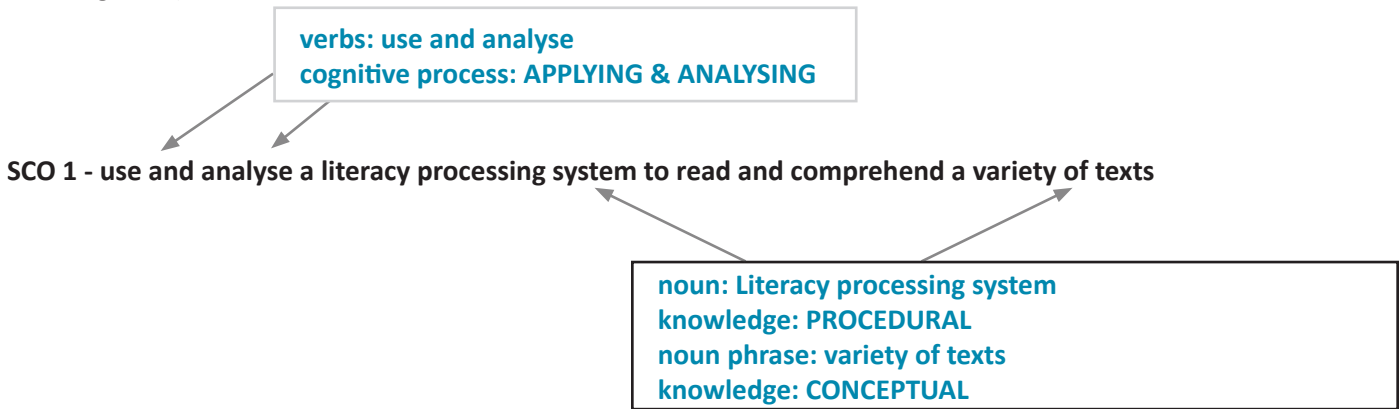 verbs: use and analyse
cognitive process: APPLYING & ANALYSING
SCO 1 - use and analyse a literacy processing system to read and comprehend a variety of texts
noun: Literacy processing system
knowledge: PROCEDURAL
noun phrase: variety of texts
knowledge: CONCEPTUAL